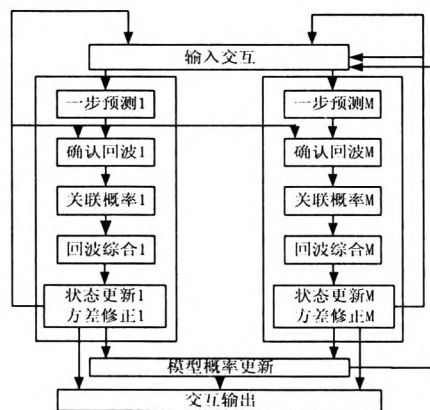 输入交互
一步预测1
一步预测M
确认回波1
确认回波M
关联概率1
关联概率M
回波综合1
回波综合M
状态更新1
方差修正1
状态更新M
方差修正M
模型概率更新
交互输出